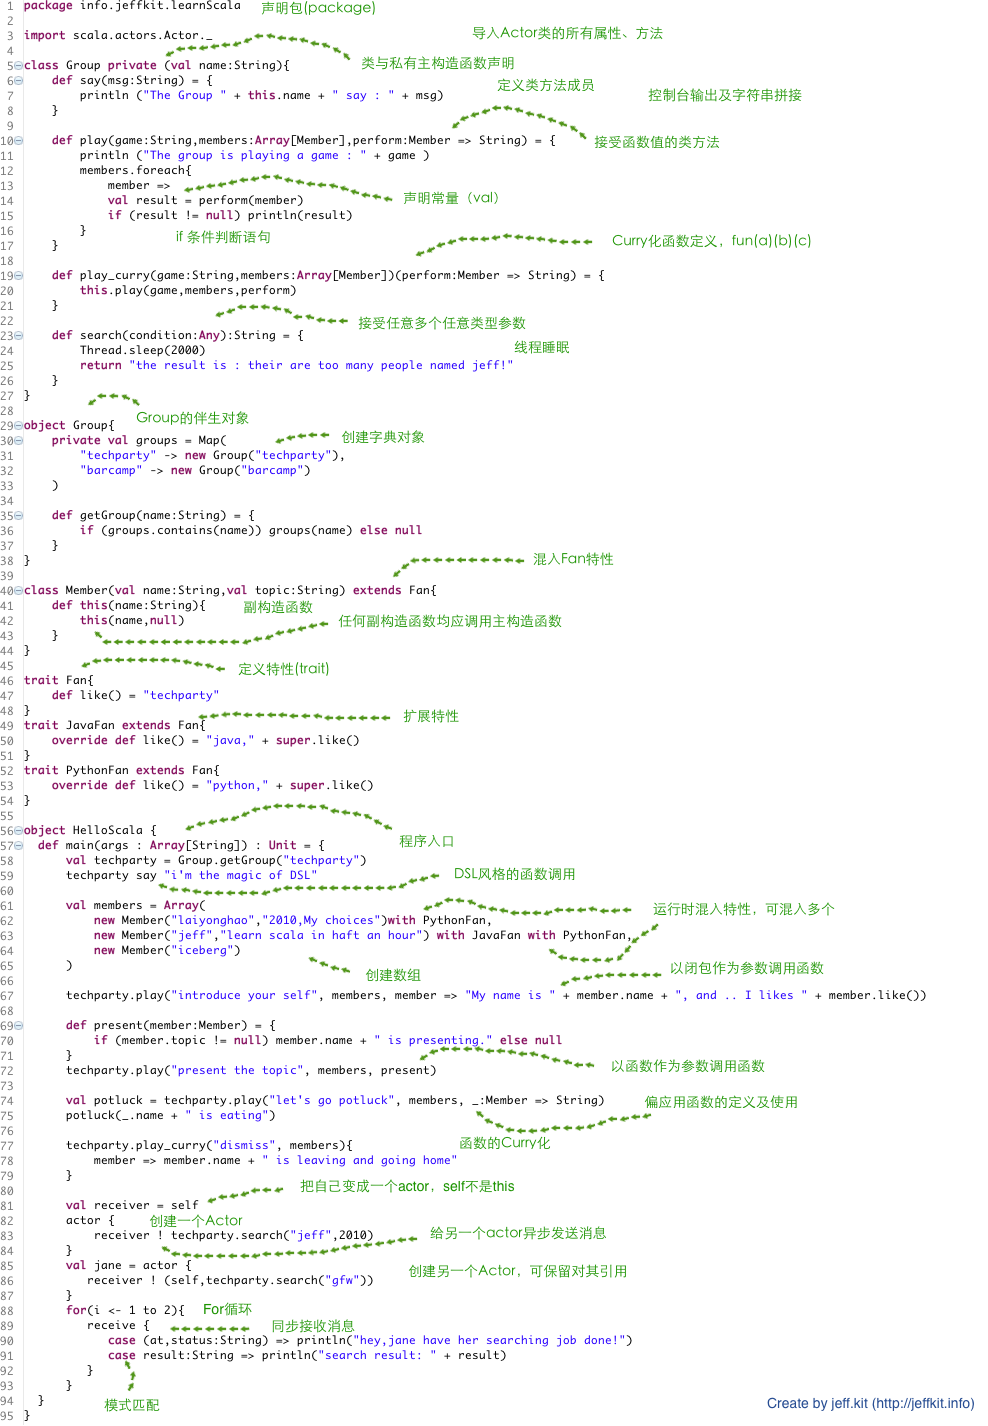 1 package info.jeffkit.learnScala 声明包(package)
2
3 import scala.actors.Actor._ 导入Actor类的所有属性、方法
4
类与私有主构造函数声明
5 class Group private (val name:String){
6 def say(msg:String) = { 定义类方法成员
7 println ("The Group " + this.name + " say : " + msg) 控制台输出及字符串拼接
8 }
9
10 def play(game:String,members:Array[Member],perform:Member => String) = { 接受函数值的类方法
11 println ("The group is playing a game : " + game )
12 members.foreach{
13 member =>
14 val result = perform(member) 声明常量（val）
15 if (result != null) println(result)
16 } if 条件判断语句
17 } Curry化函数定义，fun(a)(b)(c)
18
19 def play_curry(game:String,members:Array[Member])(perform:Member => String) = {
20 this.play(game,members,perform)
21 }
22 接受任意多个任意类型参数
23 def search(condition:Any):String = {
24 Thread.sleep(2000) 线程睡眠
25 return "the result is : their are too many people named jeff!"
26 }
27 }
28 Group的伴生对象
29 object Group{
30 private val groups = Map( 创建字典对象
31 "techparty" -> new Group("techparty"),
32 "barcamp" -> new Group("barcamp")
33 )
34
35 def getGroup(name:String) = {
36 if (groups.contains(name)) groups(name) else null
37 }
38 } 混入Fan特性
39
40 class Member(val name:String,val topic:String) extends Fan{
41 def this(name:String){ 副构造函数
42 this(name,null) 任何副构造函数均应调用主构造函数
43 }
44 }
45 定义特性(trait)
46 trait Fan{
47 def like() = "techparty"
48 } 扩展特性
49 trait JavaFan extends Fan{
50 override def like() = "java," + super.like()
51 }
52 trait PythonFan extends Fan{
53 override def like() = "python," + super.like()
54 }
55
56 object HelloScala { 程序入口
57 def main(args : Array[String]) : Unit = {
58 val techparty = Group.getGroup("techparty")
59 techparty say "i'm the magic of DSL" DSL风格的函数调用
60
61 val members = Array( 运行时混入特性，可混入多个
62 new Member("laiyonghao","2010,My choices")with PythonFan,
63 new Member("jeff","learn scala in haft an hour") with JavaFan with PythonFan,
64 new Member("iceberg")
65 ) 创建数组 以闭包作为参数调用函数
66
67 techparty.play("introduce your self", members, member => "My name is " + member.name + ", and .. I likes " + member.like())
68
69 def present(member:Member) = {
70 if (member.topic != null) member.name + " is presenting." else null
71 } 以函数作为参数调用函数
72 techparty.play("present the topic", members, present)
73
74 val potluck = techparty.play("let's go potluck", members, _:Member => String) 偏应用函数的定义及使用
75 potluck(_.name + " is eating")
76
77 techparty.play_curry("dismiss", members){ 函数的Curry化
78 member => member.name + " is leaving and going home"
79 }
80 把自己变成一个actor，self不是this
81 val receiver = self
82 actor { 创建一个Actor
83 receiver ! techparty.search("jeff",2010) 给另一个actor异步发送消息
84 }
85 val jane = actor { 创建另一个Actor，可保留对其引用
86 receiver ! (self,techparty.search("gfw"))
87 }
88 for(i <- 1 to 2){ For循环
89 receive { 同步接收消息
90 case (at,status:String) => println("hey,jane have her searching job done!")
91 case result:String => println("search result: " + result)
92 }
93 }
94 } 模式匹配 Create by jeff.kit (http://jeffkit.info)
95 }